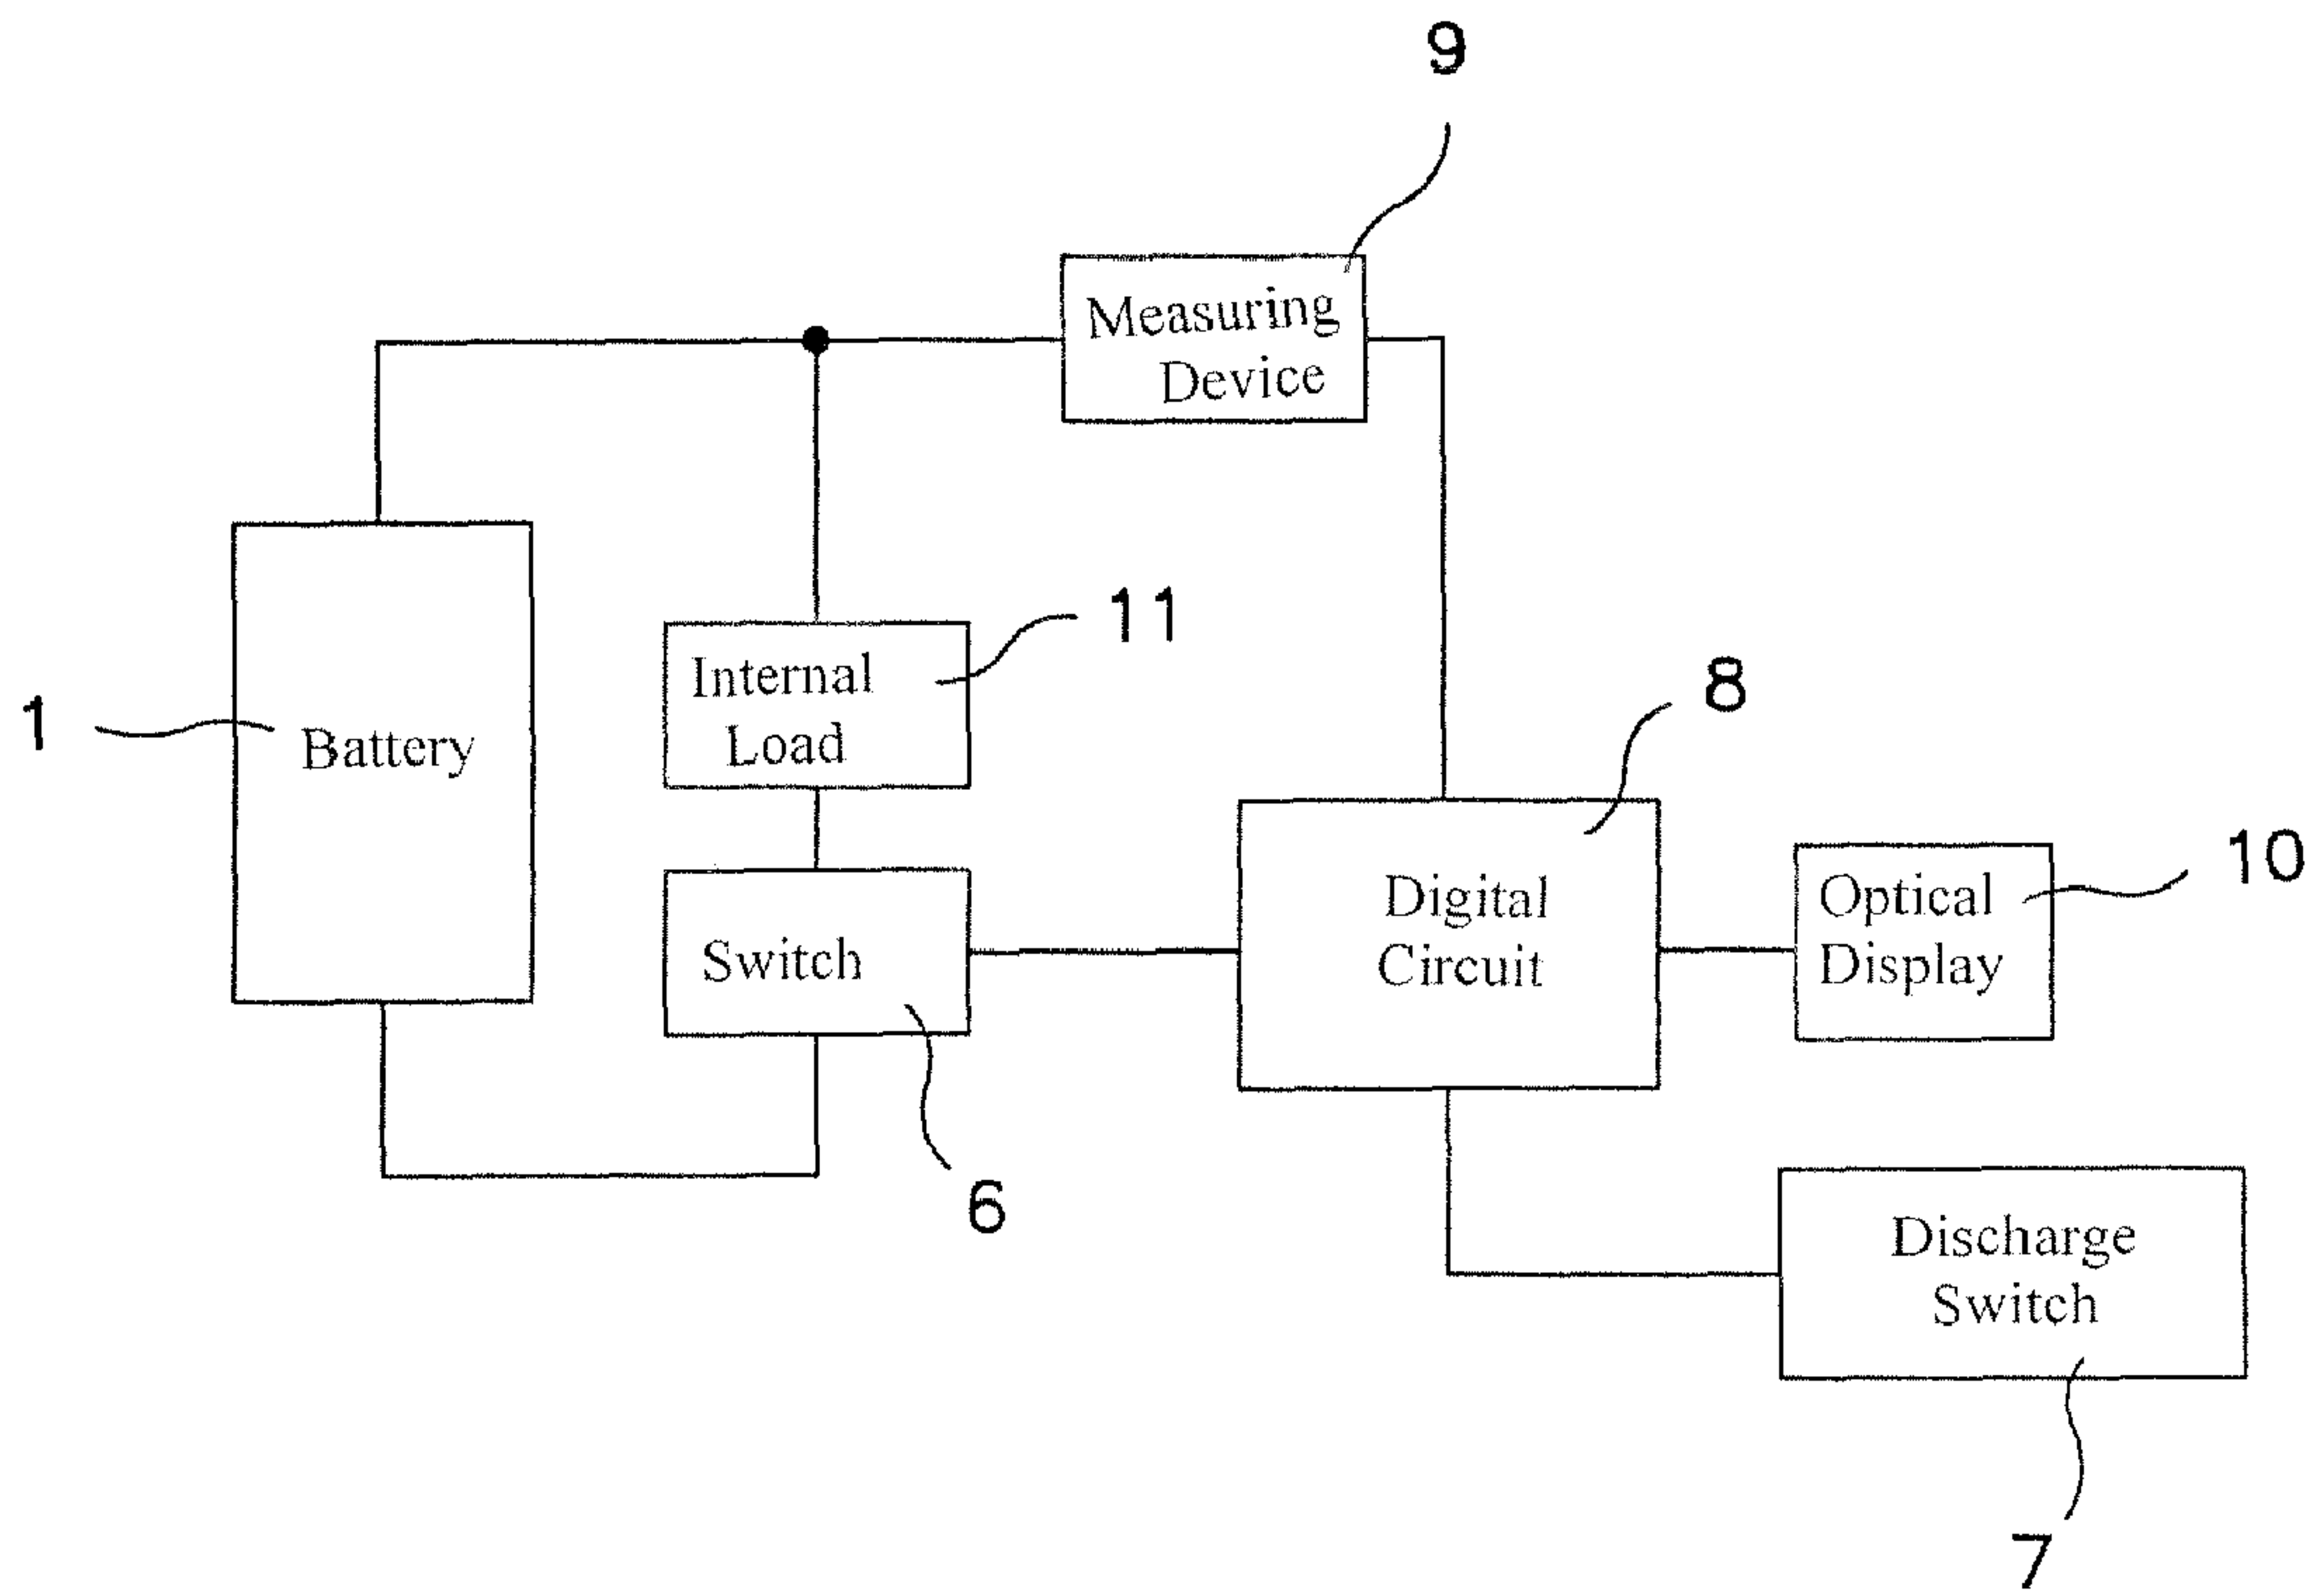 9
Measuring
Device
11
Internal
Load
8
1
Battery
10
Optical
Display
Digital
Circuit
Switch
6
Discharge
Switch
7